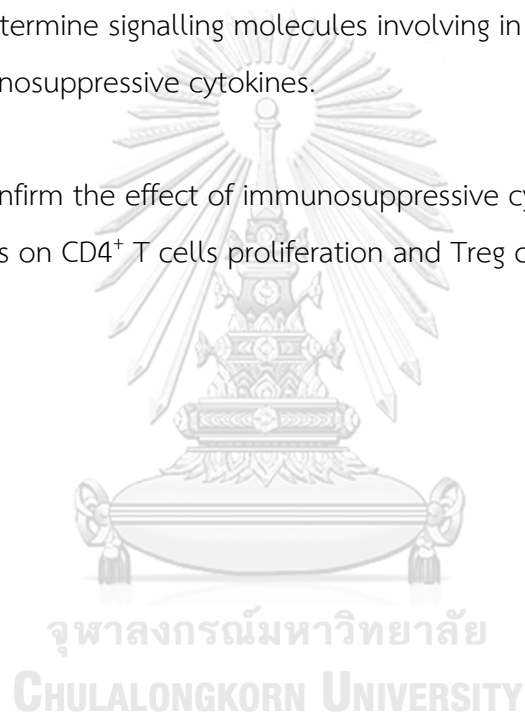 termine signalling molecules involving in
nosuppressive cytokines.
nfirm the effect of immunosuppressive cy
s on CD4⁺ T cells proliferation and Treg
จุฬาลงกรณ์มหาวิทยาลัย
CHULALONGKORN UNIVERSITY